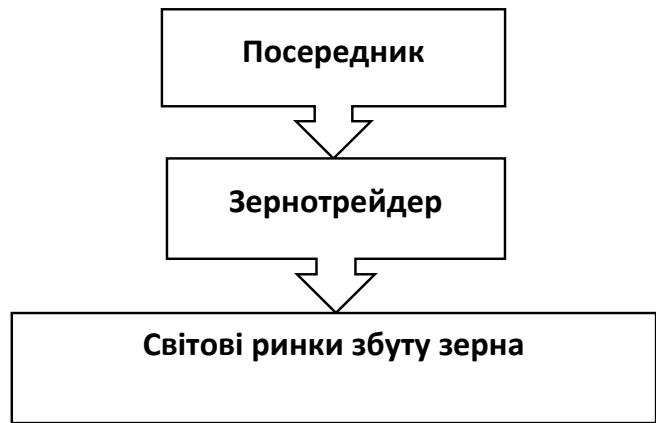 Посередник
Зернотрейдер
Світові ринки збуту зерна